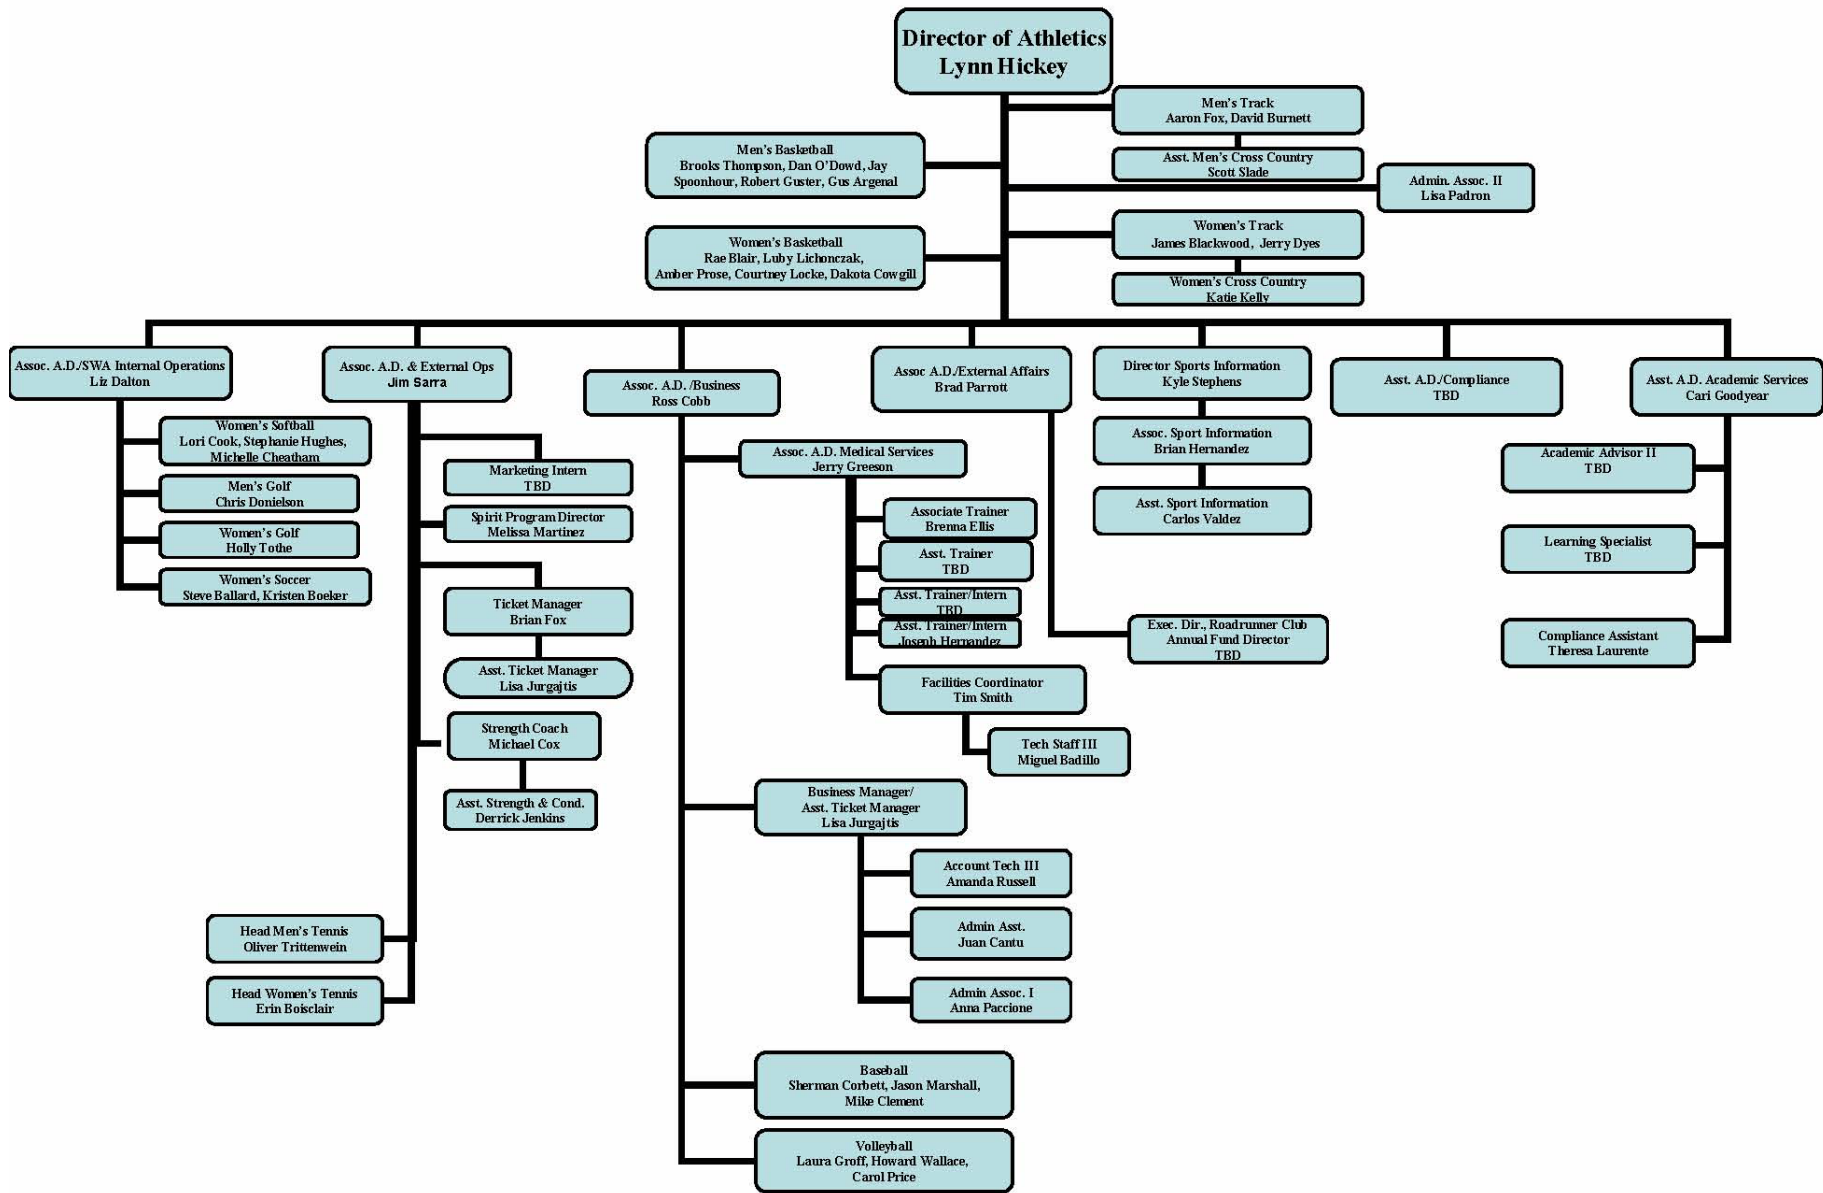 Director of Athletics
Lynn Hickey
Men's Track
Aaron Fox, David Burnett
Asst. Men's Cross Country
Scott Slade
Men's Basketball
Brooks Thompson, Dan O'Dowd, Jay
Spoonhour, Robert Guster, Gus Argenal
Admin. Assoc. II
Lisa Padron
Women's Track
James Blackwood, Jerry Dyes
Women's Cross Country
Katie Kelly
Women's Basketball
Rae Blair, Luby Lichonczak,
Amber Prose, Courtney Locke, Dakota Cowgill
Assoc. A.D./SWA Internal Operations
Liz Dalton
Women's Softball
Lori Cook, Stephanie Hughes,
Michelle Cheatham
Men's Golf
Chris Donielson
Women's Golf
Holly Tothe
Women's Soccer
Steve Ballard, Kristen Boeker
Assoc. A.D. & External Ops
Jim Sarra
Marketing Intern
TBD
Spirit Program Director
Melissa Martinez
Ticket Manager
Brian Fox
Asst. Ticket Manager
Lisa Jurgajtis
Strength Coach
Michael Cox
Asst. Strength & Cond.
Derrick Jenkins
Head Men's Tennis
Oliver Trittenwein
Head Women's Tennis
Erin Boisclair
Assoc. A.D. /Business
Ross Cobb
Assoc. A.D. Medical Services
Jerry Greeson
Associate Trainer
Brenna Ellis
Asst. Trainer
TBD
Asst. Trainer/Intern
TBD
Asst. Trainer/Intern
Joseph Hernandez
Facilities Coordinator
Tim Smith
Tech Staff III
Miguel Badillo
Business Manager/
Asst. Ticket Manager
Lisa Jurgajtis
Account Tech III
Amanda Russell
Admin Asst.
Juan Cantu
Admin Assoc. I
Anna Paccione
Baseball
Sherman Corbett, Jason Marshall,
Mike Clement
Volleyball
Laura Groff, Howard Wallace,
Carol Price
Assoc A.D./External Affairs
Brad Parrott
Exec. Dir., Roadrunner Club
Annual Fund Director
TBD
Director Sports Information
Kyle Stephens
Assoc. Sport Information
Brian Hernandez
Asst. Sport Information
Carlos Valdez
Asst. A.D./Compliance
TBD
Asst. A.D. Academic Services
Cari Goodyear
Academic Advisor II
TBD
Learning Specialist
TBD
Compliance Assistant
Theresa Laurente